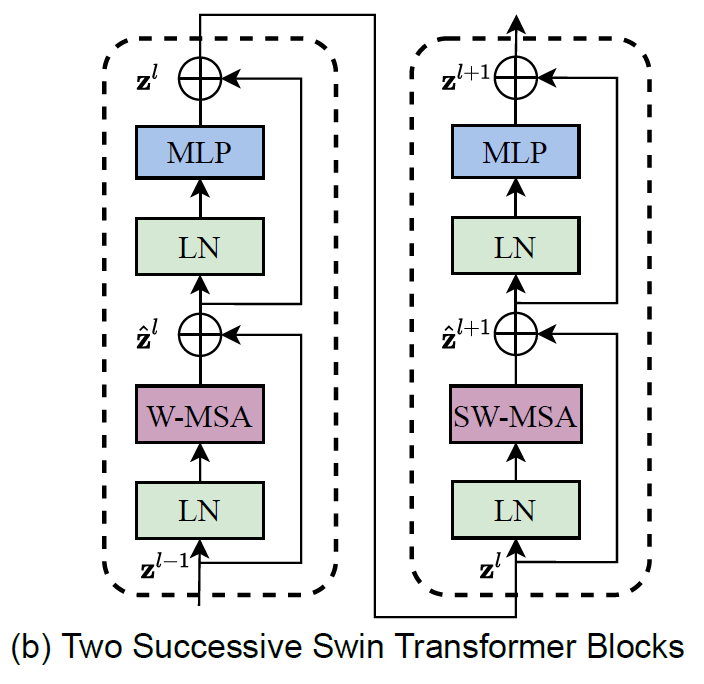 z^l
MLP
LN
ẑ^l
W-MSA
LN
z^{l-1}
z^{l+1}
MLP
LN
ẑ^{l+1}
SW-MSA
LN
z^l
(b) Two Successive Swin Transformer Blocks